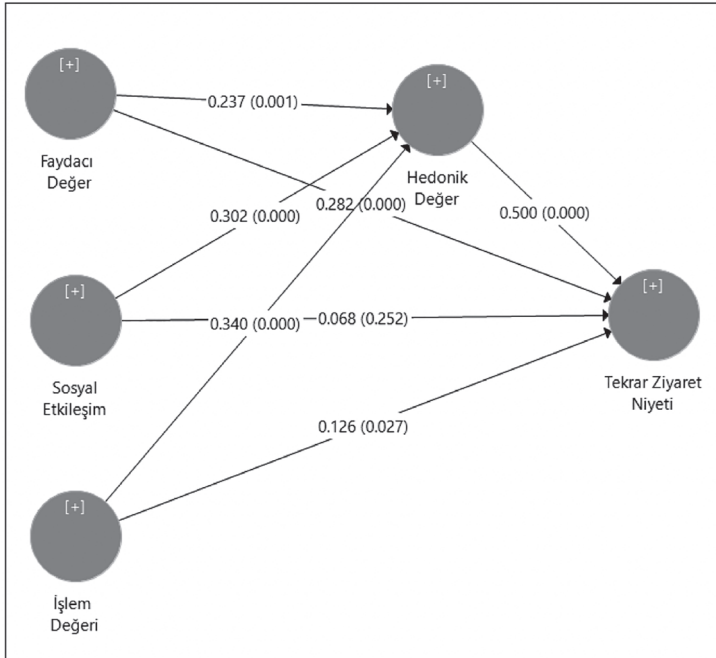 [+]
Faydacı
Değer
0.237 (0.001)
[+]
Hedonik
Değer
0.302 (0.000)
0.282 (0.000)
0.500 (0.000)
[+]
Sosyal
Etkileşim
0.340 (0.000)
0.068 (0.252)
[+]
Tekrar Ziyaret
Niyeti
0.126 (0.027)
[+]
İşlem
Değeri